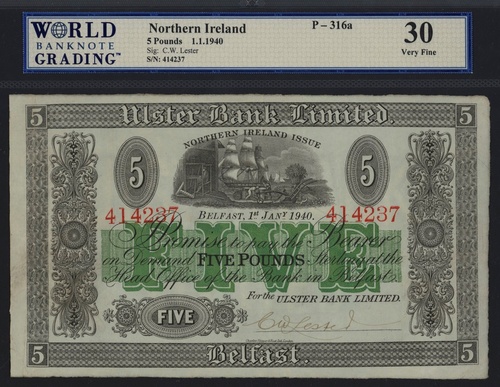 WORLD
BANKNOTE
GRADING™
Northern Ireland
5 Pounds 1.1.1940
Sig: C.W. Lester
S/N: 414237
P – 316a
30
Very Fine
5 Ulster Bank Limited. 5
NORTHERN IRELAND ISSUE
5 5
414237 BELFAST, 1ST JANY 1940. 414237
Promise to pay the Bearer
on Demand FIVE POUNDS Sterling at the
Head Office of the Bank in Belfast
FIVE
For the ULSTER BANK LIMITED.
FIVE
C W Lester
5 Belfast. 5